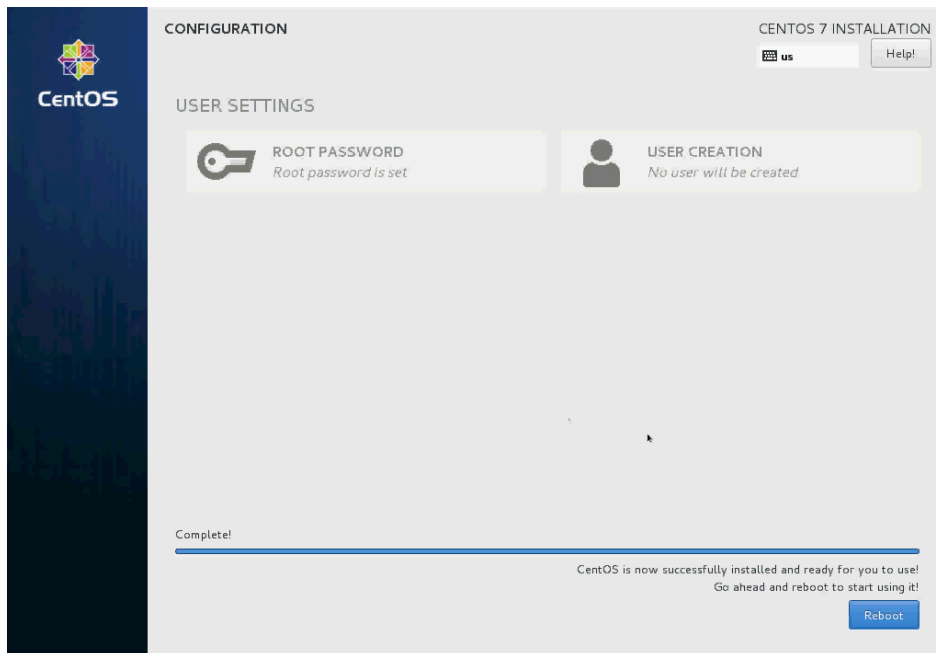 CentOS
CONFIGURATION
CENTOS 7 INSTALLATION
us
Help!
USER SETTINGS
ROOT PASSWORD
Root password is set
USER CREATION
No user will be created
Complete!
CentOS is now successfully installed and ready for you to use!
Go ahead and reboot to start using it!
Reboot